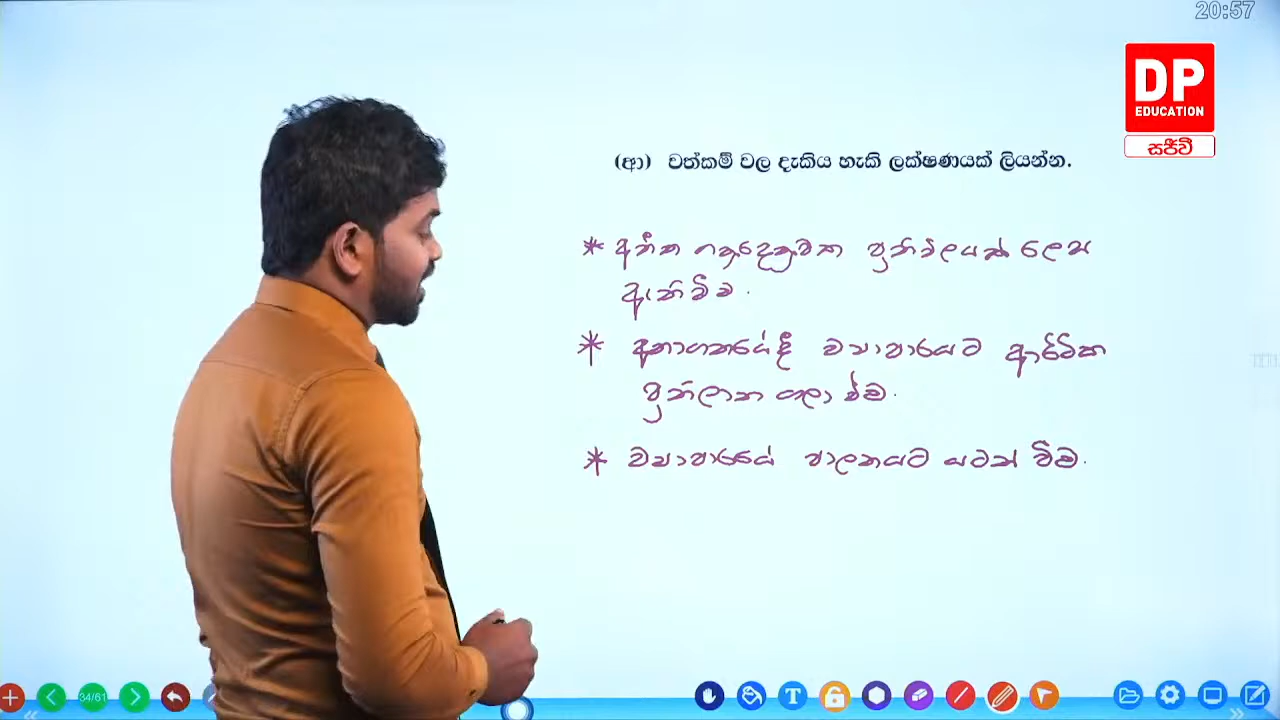 20:57
DP
EDUCATION
සජීවී
(ආ) වත්කම් වල දැකිය හැකි ලක්ෂණයක් ලියන්න.
* අතීත ගනුදෙනුවක ප්‍රතිඵලයක් ලෙස
ඇතිවීම.
* අනාගතයේදී ව්‍යාපාරයට ආර්ථික
ප්‍රතිලාභ ගලා ඒම.
* ව්‍යාපාරයේ පාලනයට යටත් වීම.
34/61